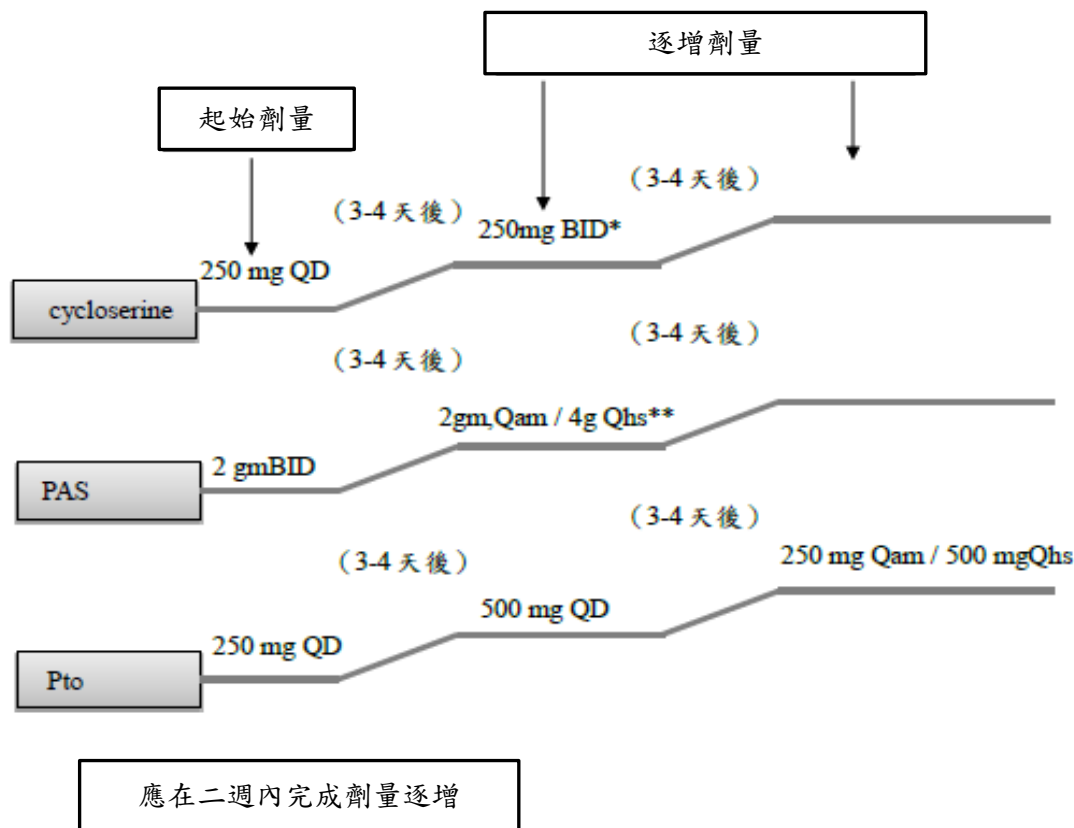 逐增劑量
起始劑量
（3-4 天後）
（3-4 天後）
250mg BID*
250 mg QD
cycloserine
（3-4 天後）
（3-4 天後）
2gm,Qam / 4g Qhs**
2 gmBID
PAS
（3-4 天後）
（3-4 天後）
250 mg Qam / 500 mgQhs
500 mg QD
250 mg QD
Pto
應在二週內完成劑量逐增